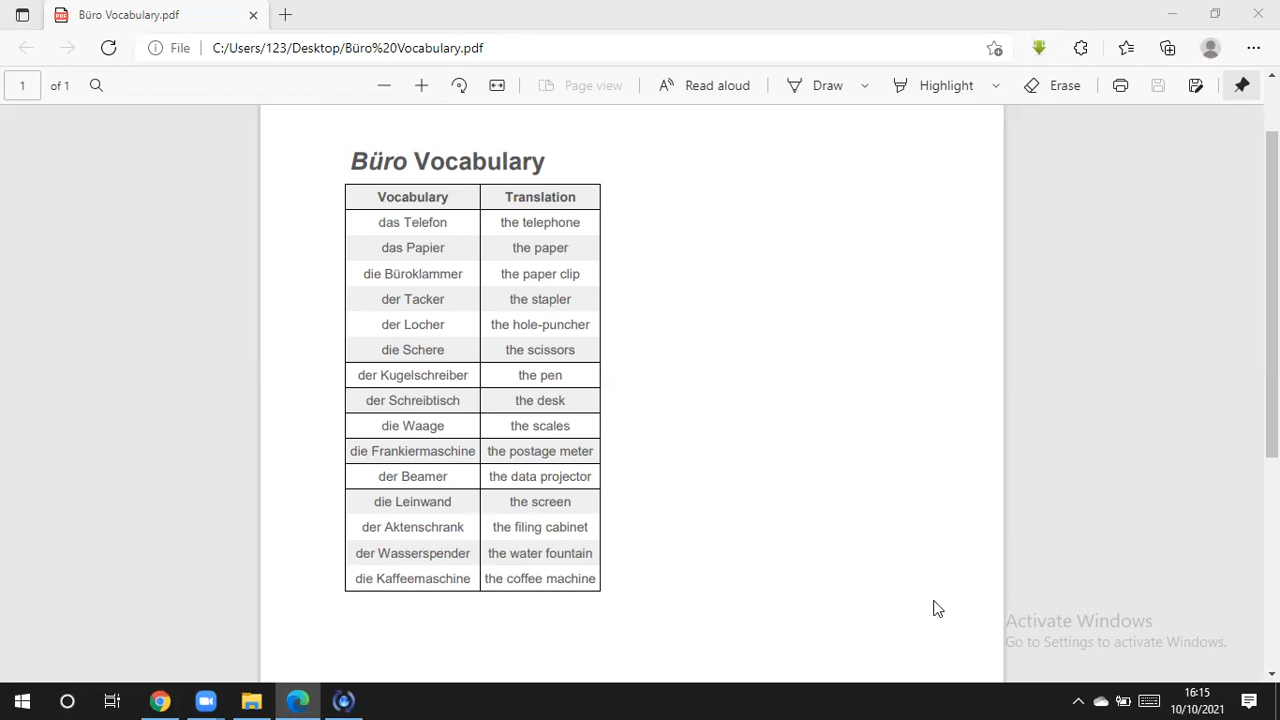 Büro Vocabulary.pdf
File C:/Users/123/Desktop/Büro%20Vocabulary.pdf
1 of 1 Page view Read aloud Draw Highlight Erase
Büro Vocabulary
Vocabulary Translation
das Telefon the telephone
das Papier the paper
die Büroklammer the paper clip
der Tacker the stapler
der Locher the hole-puncher
die Schere the scissors
der Kugelschreiber the pen
der Schreibtisch the desk
die Waage the scales
die Frankiermaschine the postage meter
der Beamer the data projector
die Leinwand the screen
der Aktenschrank the filing cabinet
der Wasserspender the water fountain
die Kaffeemaschine the coffee machine
Activate Windows
Go to Settings to activate Windows.
16:15
10/10/2021